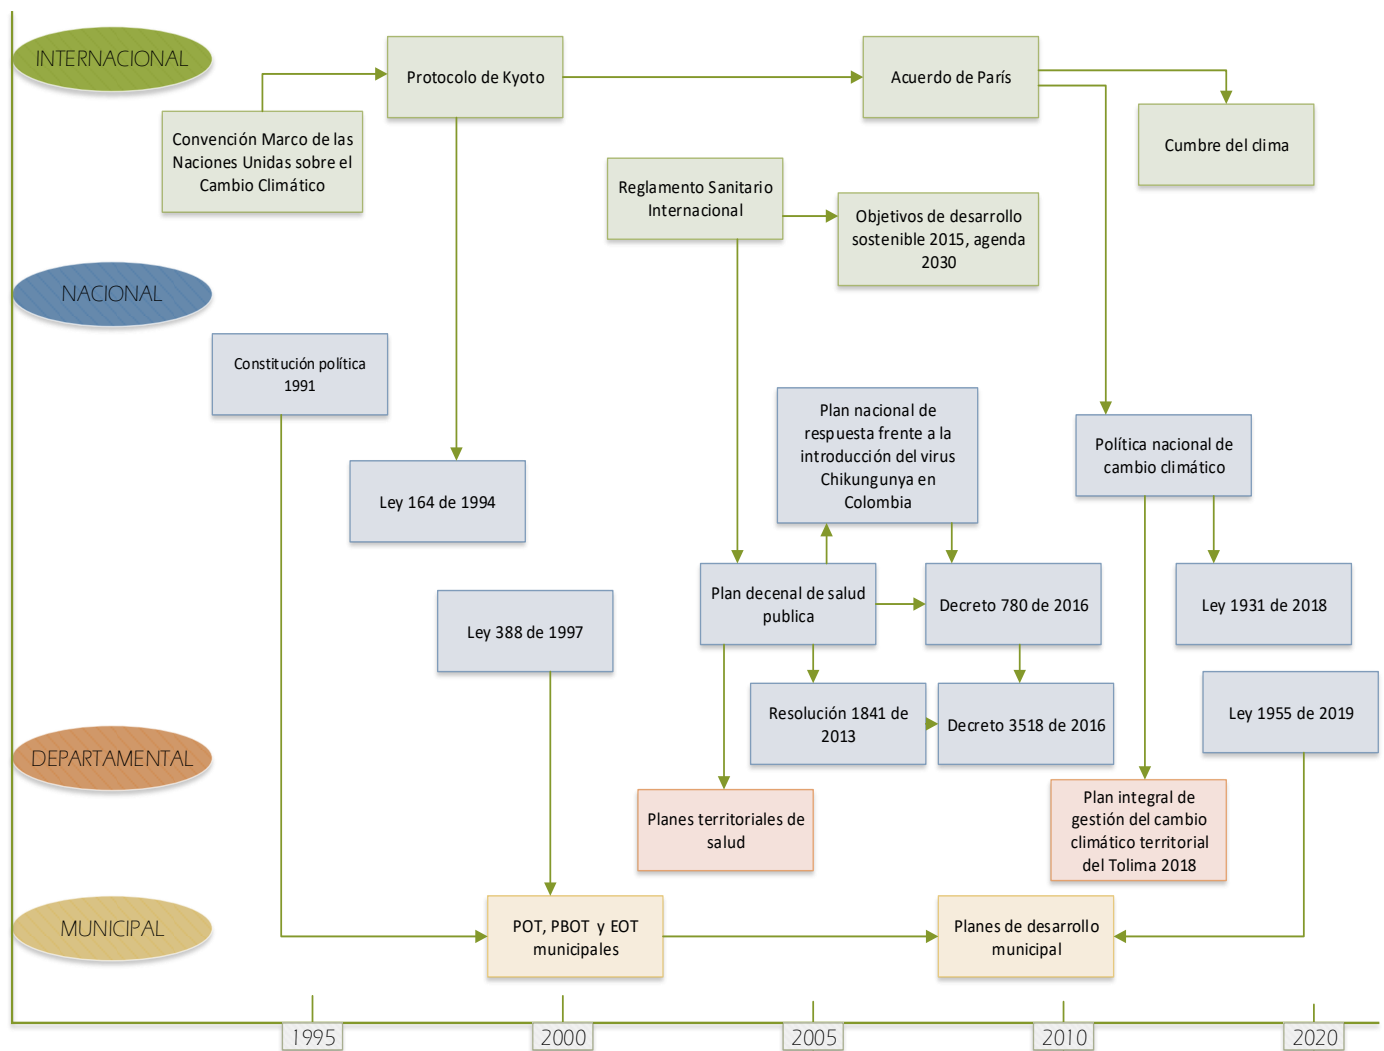 INTERNACIONAL
Protocolo de Kyoto
Acuerdo de París
Convención Marco de las
Naciones Unidas sobre el
Cambio Climático
Cumbre del clima
Reglamento Sanitario
Internacional
Objetivos de desarrollo
sostenible 2015, agenda
2030
NACIONAL
Constitución política
1991
Plan nacional de
respuesta frente a la
introducción del virus
Chikungunya en
Colombia
Política nacional de
cambio climático
Ley 164 de 1994
Plan decenal de salud
publica
Decreto 780 de 2016
Ley 1931 de 2018
Ley 388 de 1997
Resolución 1841 de
2013
Decreto 3518 de 2016
Ley 1955 de 2019
DEPARTAMENTAL
Planes territoriales de
salud
Plan integral de
gestión del cambio
climático territorial
del Tolima 2018
MUNICIPAL
POT, PBOT y EOT
municipales
Planes de desarrollo
municipal
1995
2000
2005
2010
2020